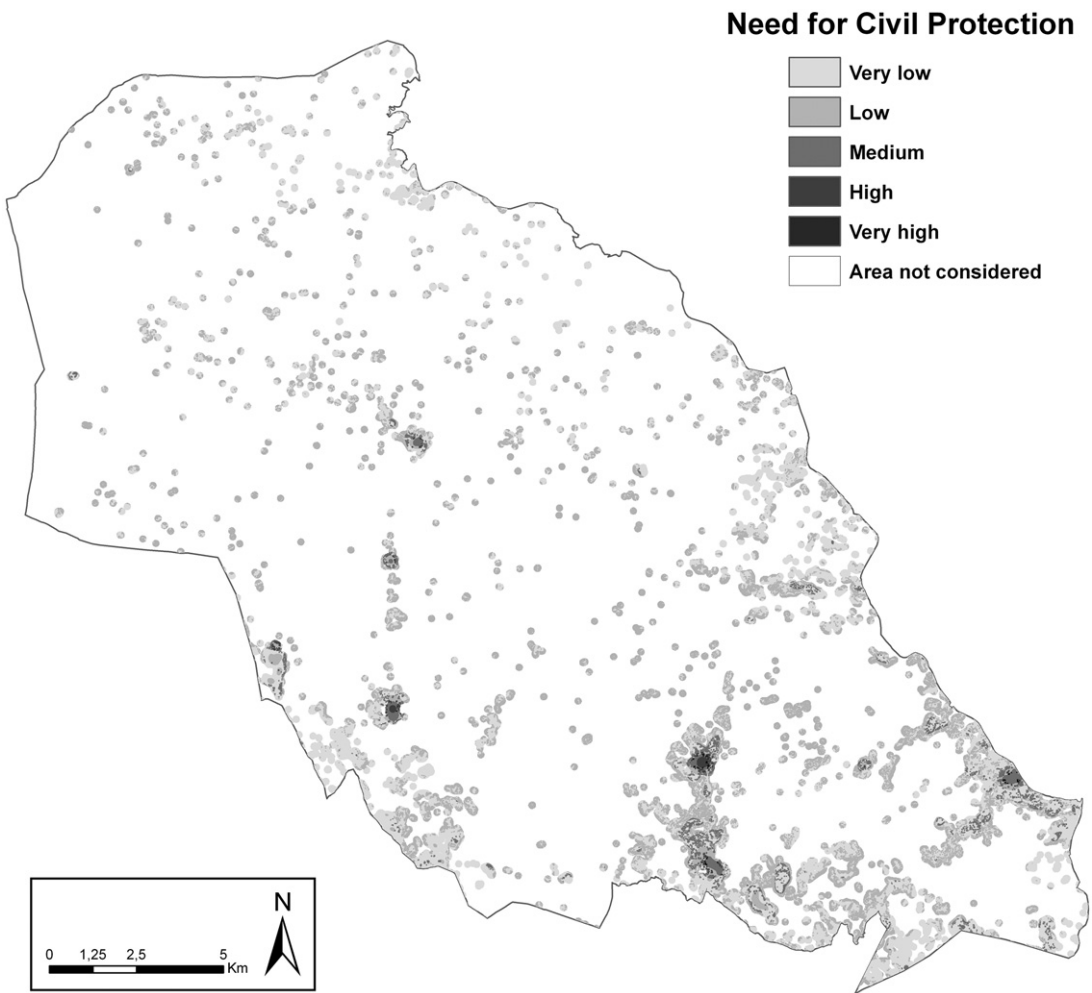 Need for Civil Protection
Very low
Low
Medium
High
Very high
Area not considered
N
0 1,25 2,5 5
Km